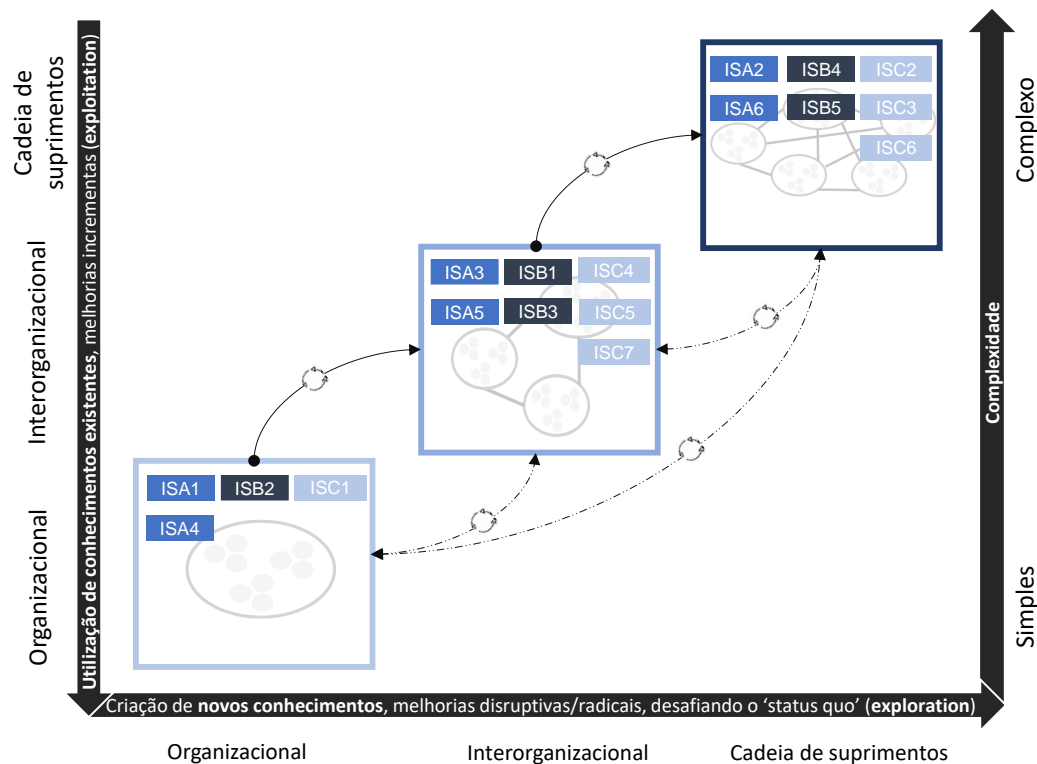 Cadeia de
suprimentos
Interorganizacional
Organizacional
Utilização de conhecimentos existentes, melhorias incrementas (exploitation)
ISA2 ISB4 ISC2
ISA6 ISB5 ISC3
ISC6
ISA3 ISB1 ISC4
ISA5 ISB3 ISC5
ISC7
ISA1 ISB2 ISC1
ISA4
Complexidade
Complexo
Simples
Criação de novos conhecimentos, melhorias disruptivas/radicais, desafiando o ‘status quo’ (exploration)
Organizacional Interorganizacional Cadeia de suprimentos